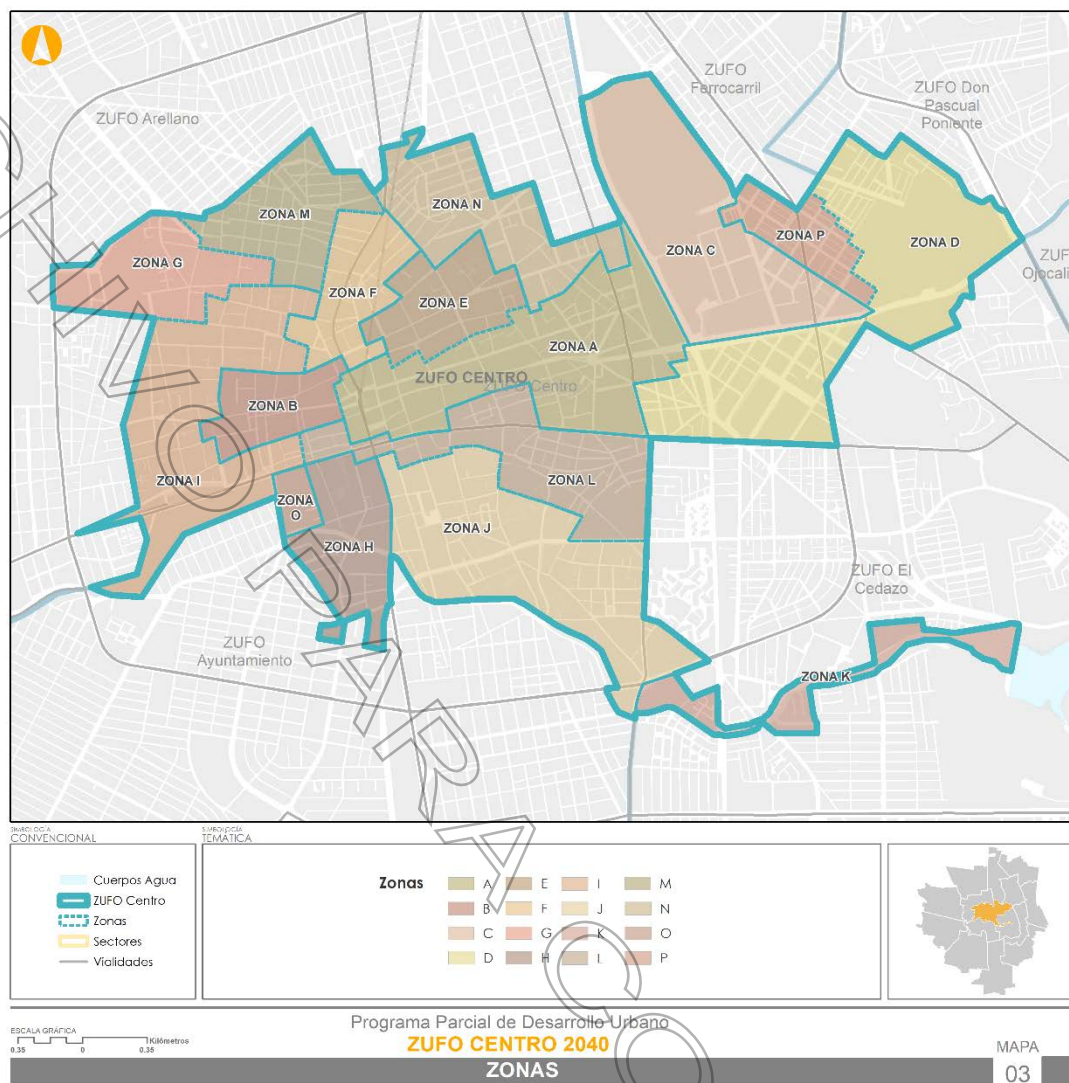 ZUFO Arellano
ZUFO
Ferrocarril
ZUFO Don
Pascual
Poniente
ZUFO
Ojocali
ZONA M
ZONA N
ZONA G
ZONA F
ZONA E
ZONA C
ZONA P
ZONA D
ZONA A
ZUFO CENTRO
ZUFO Centro
ZONA B
ZONA I
ZONA
O
ZONA H
ZONA J
ZONA L
ZUFO El
Cedazo
ZUFO
Ayuntamiento
ZONA K
SIMBOLOGÍA
CONVENCIONAL
Cuerpos Agua
ZUFO Centro
Zonas
Sectores
Vialidades
SIMBOLOGÍA
TEMÁTICA
Zonas
A E I M
B F J N
C G K O
D H L P
ESCALA GRÁFICA
0.35 0 0.35
Kilómetros
Programa Parcial de Desarrollo Urbano
ZUFO CENTRO 2040
ZONAS
MAPA
03